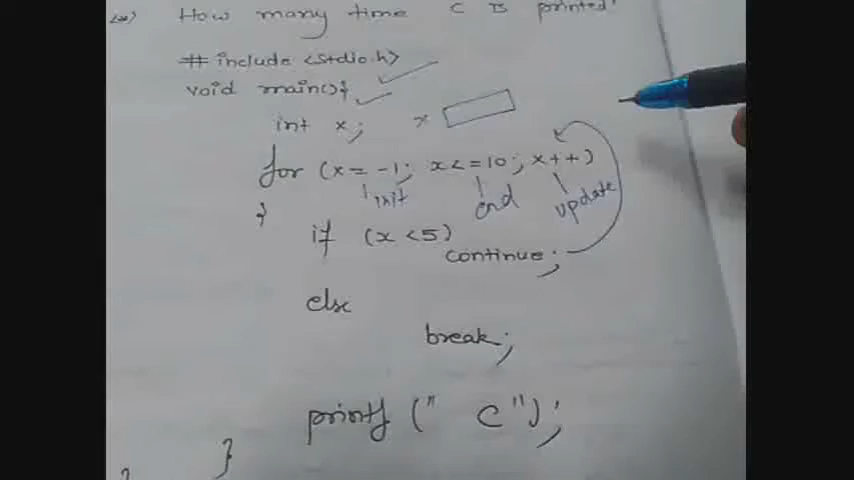 How many time C is printed?
# include <stdio.h>
void main(){
int x; x
for (x = -1; x <= 10; x++)
init end update
{
if (x < 5)
continue;
else
break;
printf (" C");
}
}